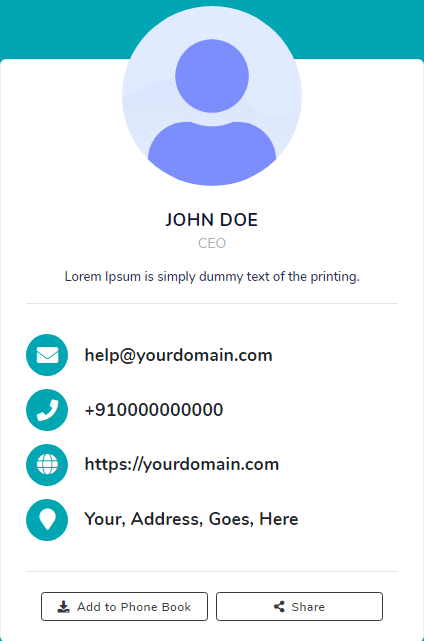 JOHN DOE
CEO
Lorem Ipsum is simply dummy text of the printing.
help@yourdomain.com
+910000000000
https://yourdomain.com
Your, Address, Goes, Here
Add to Phone Book
Share